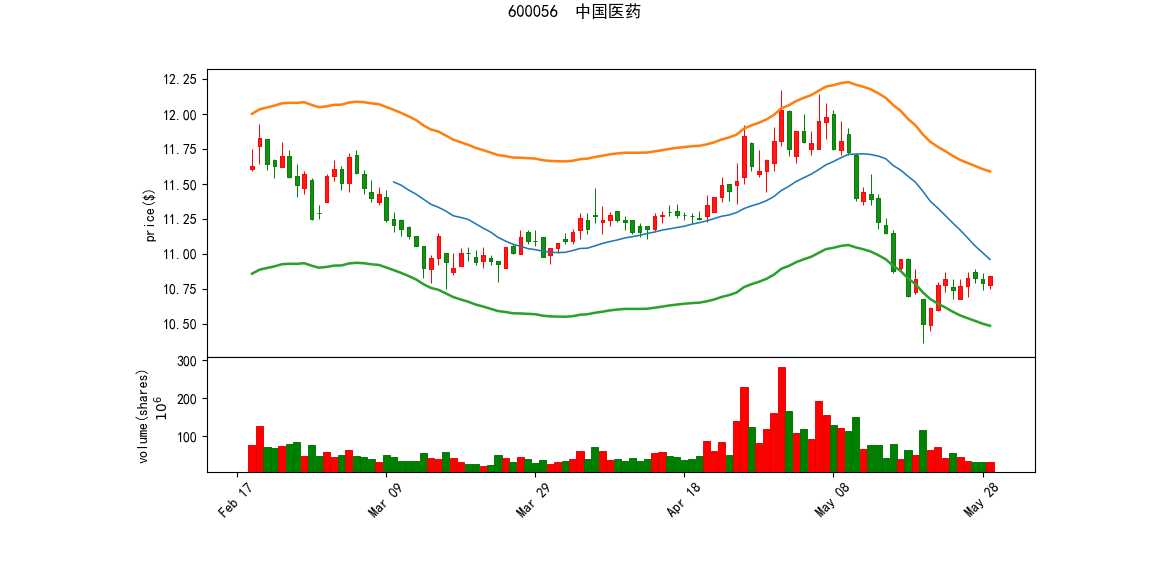 600056 中国医药
price($)
12.25
12.00
11.75
11.50
11.25
11.00
10.75
10.50
volume(shares)
10^6
300
200
100
Feb 17
Mar 09
Mar 29
Apr 18
May 08
May 28